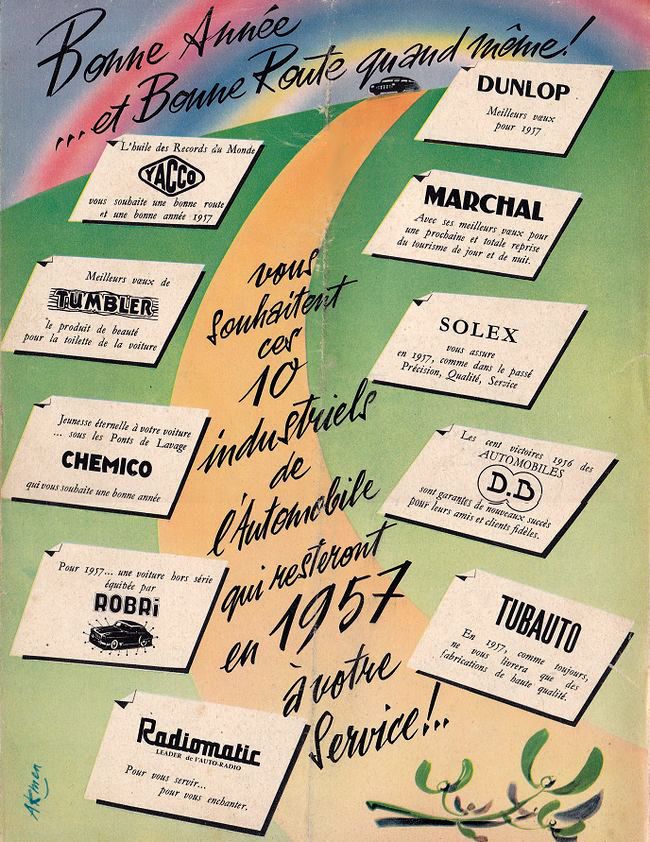 Bonne Année
...et Bonne Route quand même!
L'huile des Records du Monde
YACCO
vous souhaite une bonne route
et une bonne année 1957
DUNLOP
Meilleurs vœux
pour 1957
MARCHAL
Avec ses meilleurs vœux pour
une prochaine et totale reprise
du tourisme de jour et de nuit.
Meilleurs vœux de
TUMBLER
le produit de beauté
pour la toilette de la voiture
SOLEX
vous assure
en 1957, comme dans le passé
Précision, Qualité, Service
Jeunesse éternelle à votre voiture
... sous les Ponts de Lavage
CHEMICO
qui vous souhaite une bonne année
Les cent victoires 1956 des
AUTOMOBILES
D.B
sont garantes de nouveaux succès
pour leurs amis et clients fidèles.
Pour 1957... une voiture hors série
équibée par
ROBRi
TUBAUTO
En 1957, comme toujours,
ne vous livrera que des
fabrications de haute qualité.
Radiomatic
LEADER de l'AUTO-RADIO
Pour vous servir...
pour vous enchanter.
vous
souhaitent
ces
10
industriels
de
l'Automobile
qui resteront
en 1957
à votre
Service!..